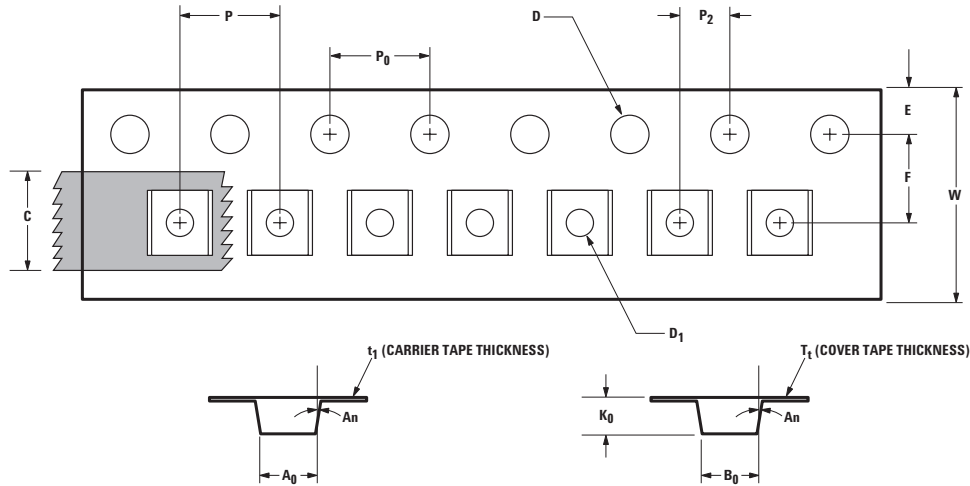 P
P0
D
P2
E
F
W
C
D1
t1 (CARRIER TAPE THICKNESS)
Tt (COVER TAPE THICKNESS)
An
K0
An
A0
B0